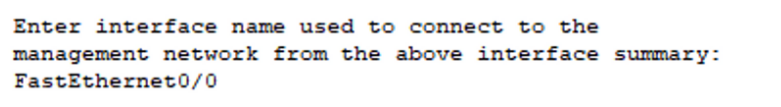 Enter interface name used to connect to the
management network from the above interface summary:
FastEthernet0/0